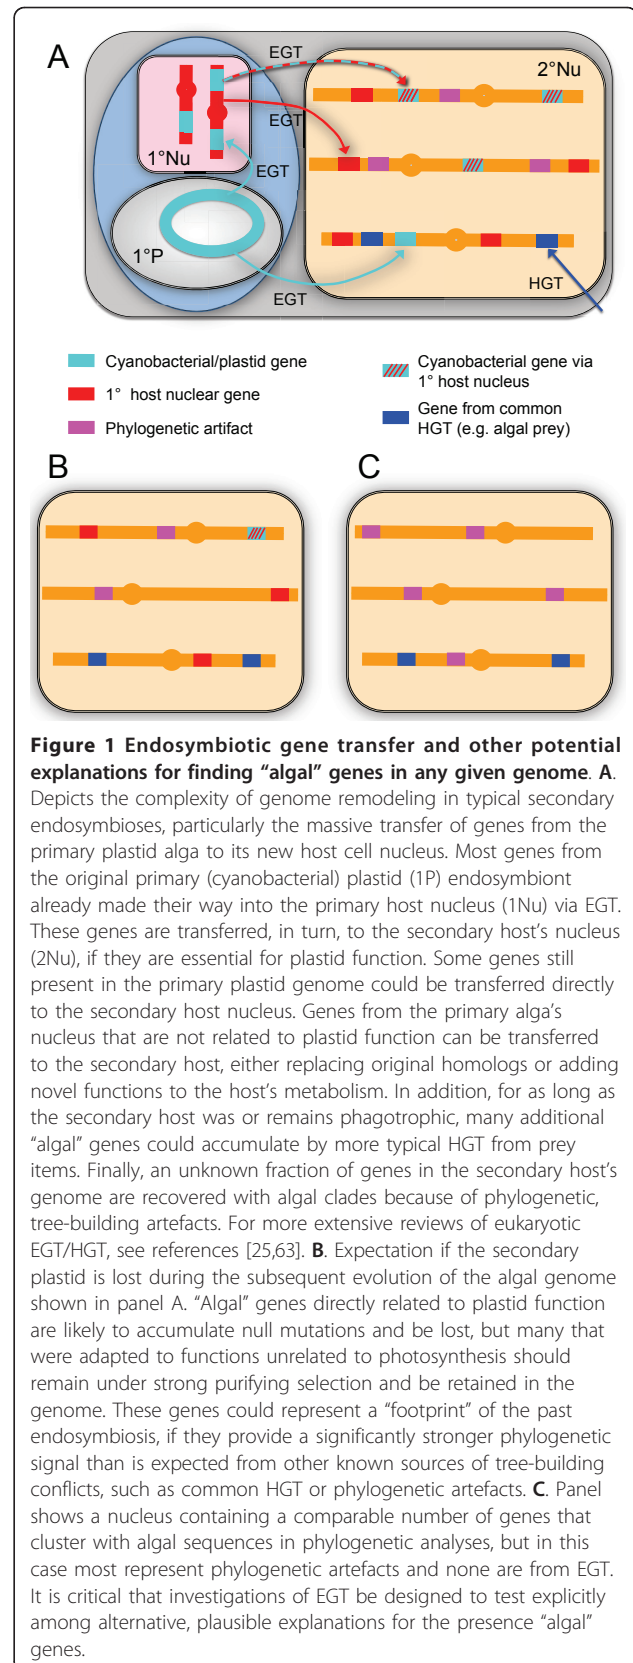 A
EGT
2°Nu
EGT
1°Nu
EGT
1°P
EGT
HGT
Cyanobacterial/plastid gene
1° host nuclear gene
Phylogenetic artifact
Cyanobacterial gene via
1° host nucleus
Gene from common
HGT (e.g. algal prey)
B
C
Figure 1 Endosymbiotic gene transfer and other potential
explanations for finding “algal” genes in any given genome. A.
Depicts the complexity of genome remodeling in typical secondary
endosymbioses, particularly the massive transfer of genes from the
primary plastid alga to its new host cell nucleus. Most genes from
the original primary (cyanobacterial) plastid (1P) endosymbiont
already made their way into the primary host nucleus (1Nu) via EGT.
These genes are transferred, in turn, to the secondary host’s nucleus
(2Nu), if they are essential for plastid function. Some genes still
present in the primary plastid genome could be transferred directly
to the secondary host nucleus. Genes from the primary alga’s
nucleus that are not related to plastid function can be transferred
to the secondary host, either replacing original homologs or adding
novel functions to the host’s metabolism. In addition, for as long as
the secondary host was or remains phagotrophic, many additional
“algal” genes could accumulate by more typical HGT from prey
items. Finally, an unknown fraction of genes in the secondary host’s
genome are recovered with algal clades because of phylogenetic,
tree-building artefacts. For more extensive reviews of eukaryotic
EGT/HGT, see references [25,63]. B. Expectation if the secondary
plastid is lost during the subsequent evolution of the algal genome
shown in panel A. “Algal” genes directly related to plastid function
are likely to accumulate null mutations and be lost, but many that
were adapted to functions unrelated to photosynthesis should
remain under strong purifying selection and be retained in the
genome. These genes could represent a “footprint” of the past
endosymbiosis, if they provide a significantly stronger phylogenetic
signal than is expected from other known sources of tree-building
conflicts, such as common HGT or phylogenetic artefacts. C. Panel
shows a nucleus containing a comparable number of genes that
cluster with algal sequences in phylogenetic analyses, but in this
case most represent phylogenetic artefacts and none are from EGT.
It is critical that investigations of EGT be designed to test explicitly
among alternative, plausible explanations for the presence “algal”
genes.